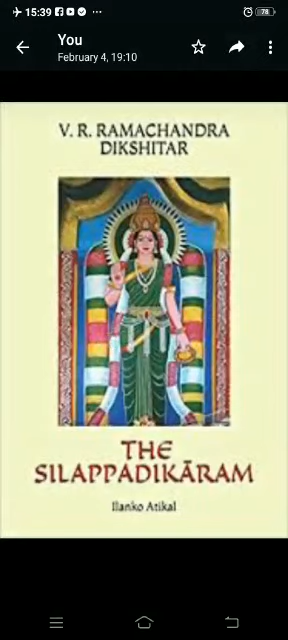 15:39
78
You
February 4, 19:10
V. R. RAMACHANDRA
DIKSHITAR
THE
SILAPPADIKĀRAM
Ilanko Atikal